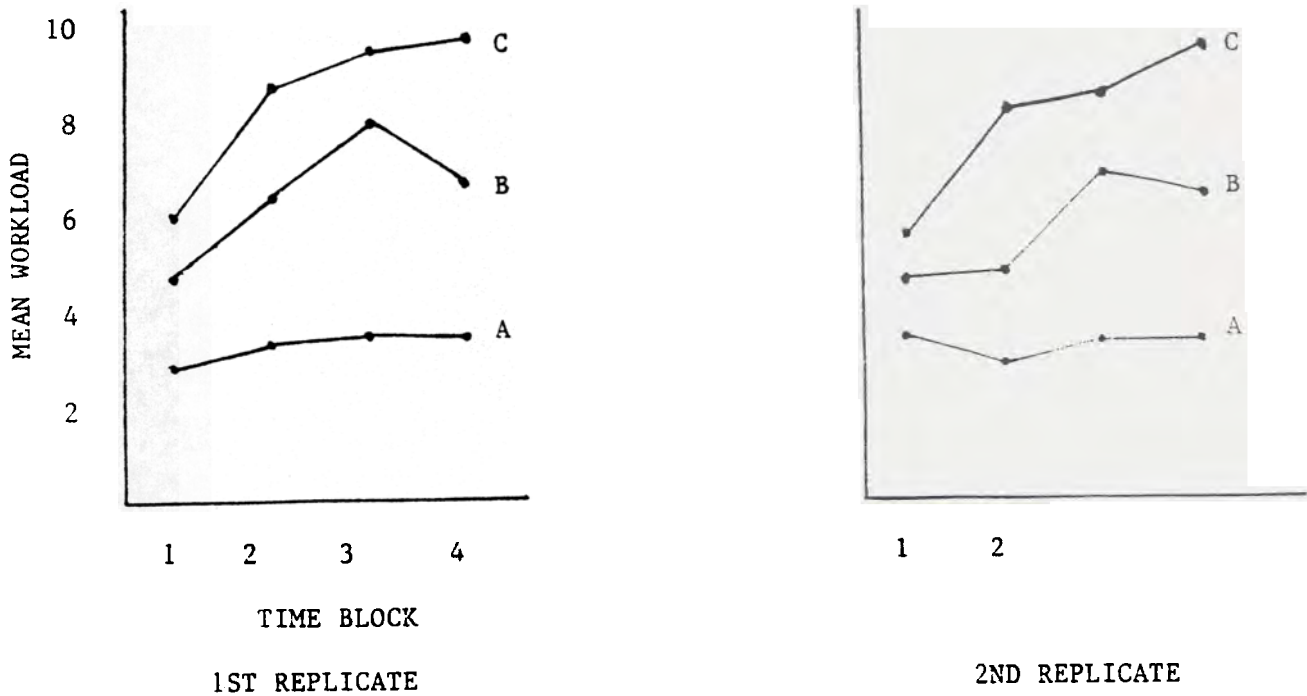 MEAN WORKLOAD
10
8
6
4
2
C
B
A
1 2 3 4
TIME BLOCK
1ST REPLICATE
C
B
A
1 2
2ND REPLICATE